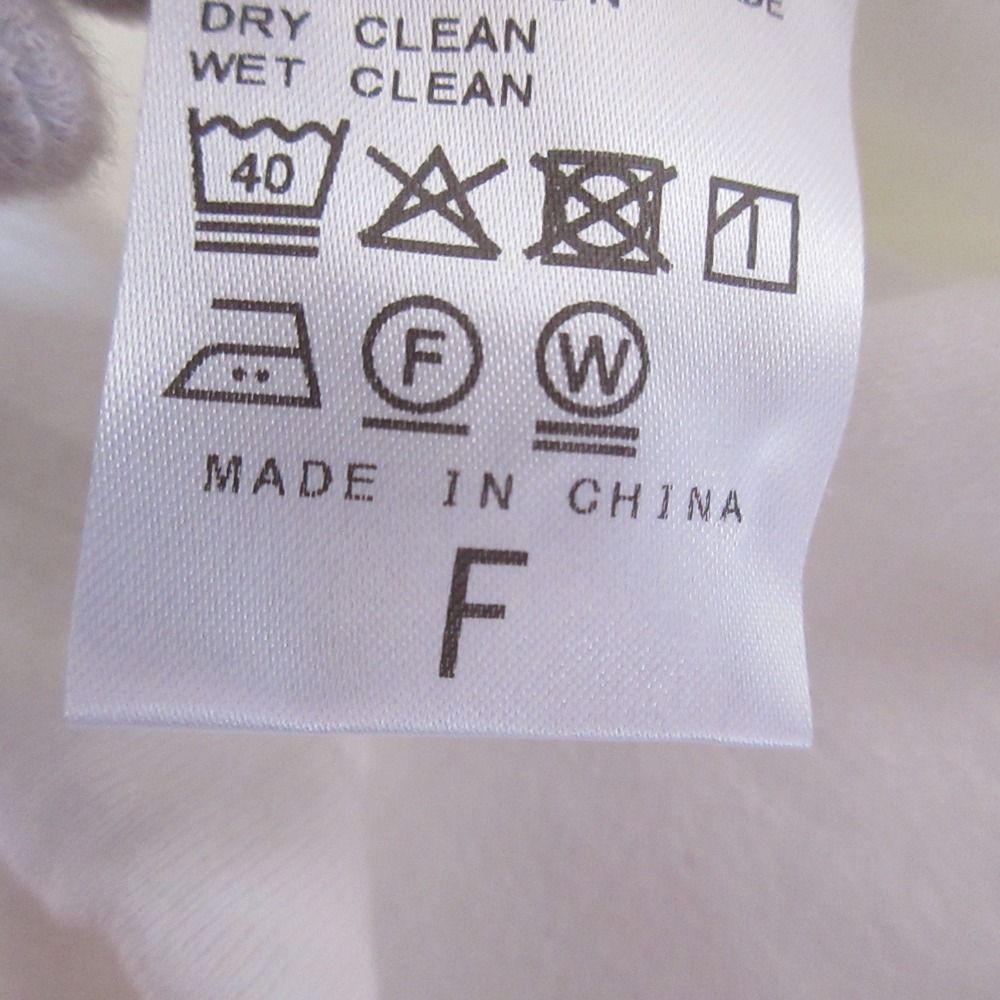 DRY CLEAN
WET CLEAN
40
F W
MADE IN CHINA
F